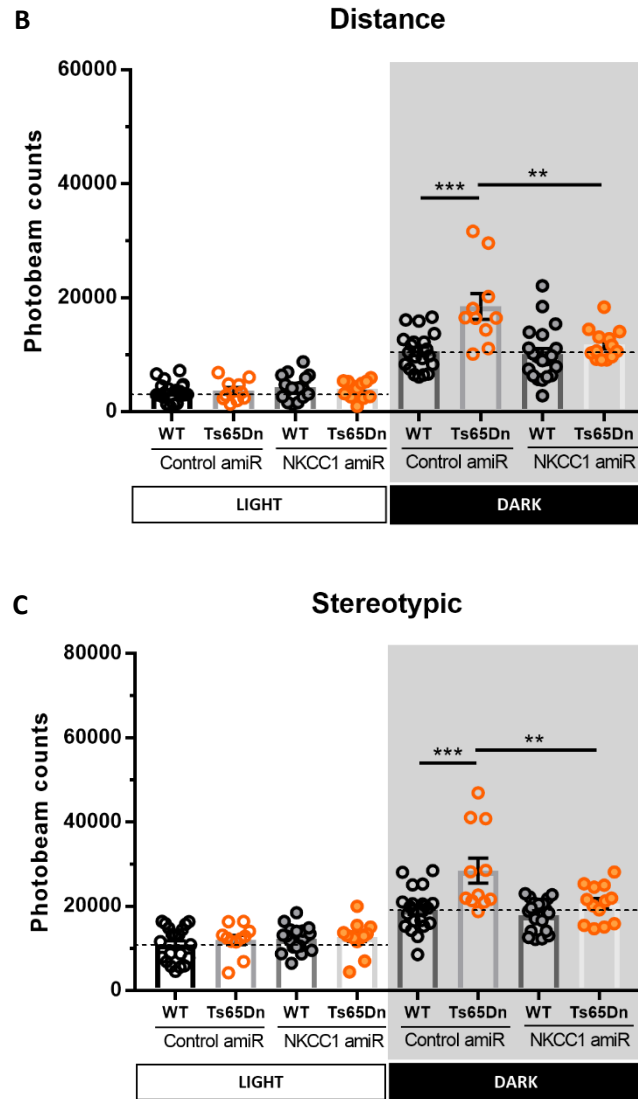 B
Distance
60000
40000
20000
0
Photobeam counts
*** **
WT Ts65Dn WT Ts65Dn WT Ts65Dn WT Ts65Dn
Control amiR NKCC1 amiR Control amiR NKCC1 amiR
LIGHT DARK
C
Stereotypic
80000
60000
40000
20000
0
Photobeam counts
*** **
WT Ts65Dn WT Ts65Dn WT Ts65Dn WT Ts65Dn
Control amiR NKCC1 amiR Control amiR NKCC1 amiR
LIGHT DARK